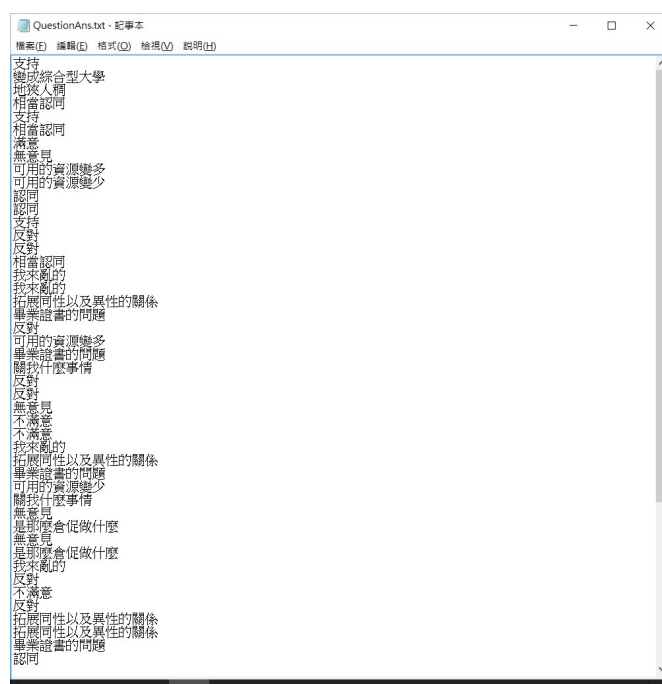 QuestionAns.txt - 記事本
檔案(F) 編輯(E) 格式(O) 檢視(V) 說明(H)
支持
變成綜合型大學
地狹人稠
相當認同
支持
相當認同
滿意
無意見
可用的資源變多
可用的資源變少
認同
認同
支持
反對
反對
相當認同
我來亂的
我來亂的
拓展同性以及異性的關係
畢業證書的問題
反對
可用的資源變多
畢業證書的問題
關我什麼事情
反對
反對
無意見
不滿意
不滿意
我來亂的
拓展同性以及異性的關係
畢業證書的問題
可用的資源變少
關我什麼事情
無意見
是那麼倉促做什麼
無意見
是那麼倉促做什麼
我來亂的
反對
不滿意
反對
拓展同性以及異性的關係
拓展同性以及異性的關係
畢業證書的問題
認同